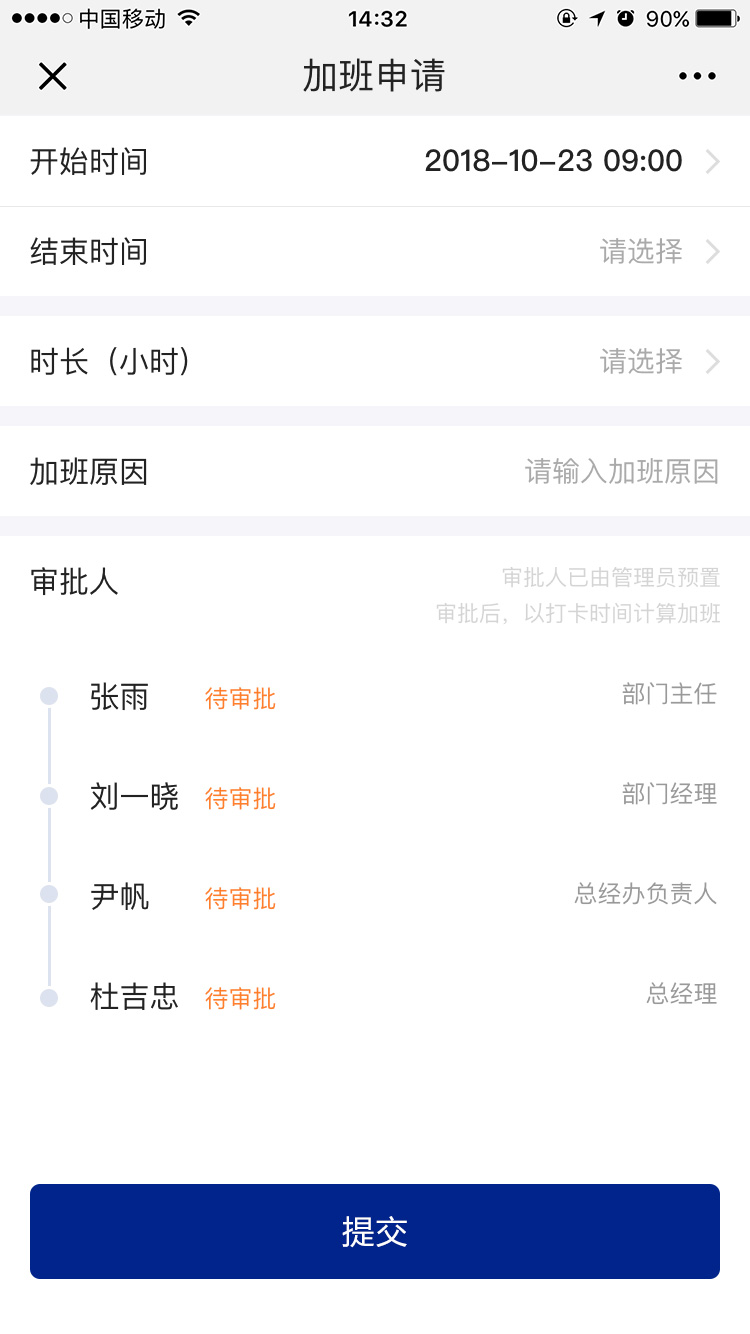 中国移动 14:32 90%
加班申请
开始时间 2018-10-23 09:00
结束时间 请选择
时长（小时） 请选择
加班原因 请输入加班原因
审批人 审批人已由管理员预置
审批后，以打卡时间计算加班
张雨 待审批 部门主任
刘一晓 待审批 部门经理
尹帆 待审批 总经办负责人
杜吉忠 待审批 总经理
提交